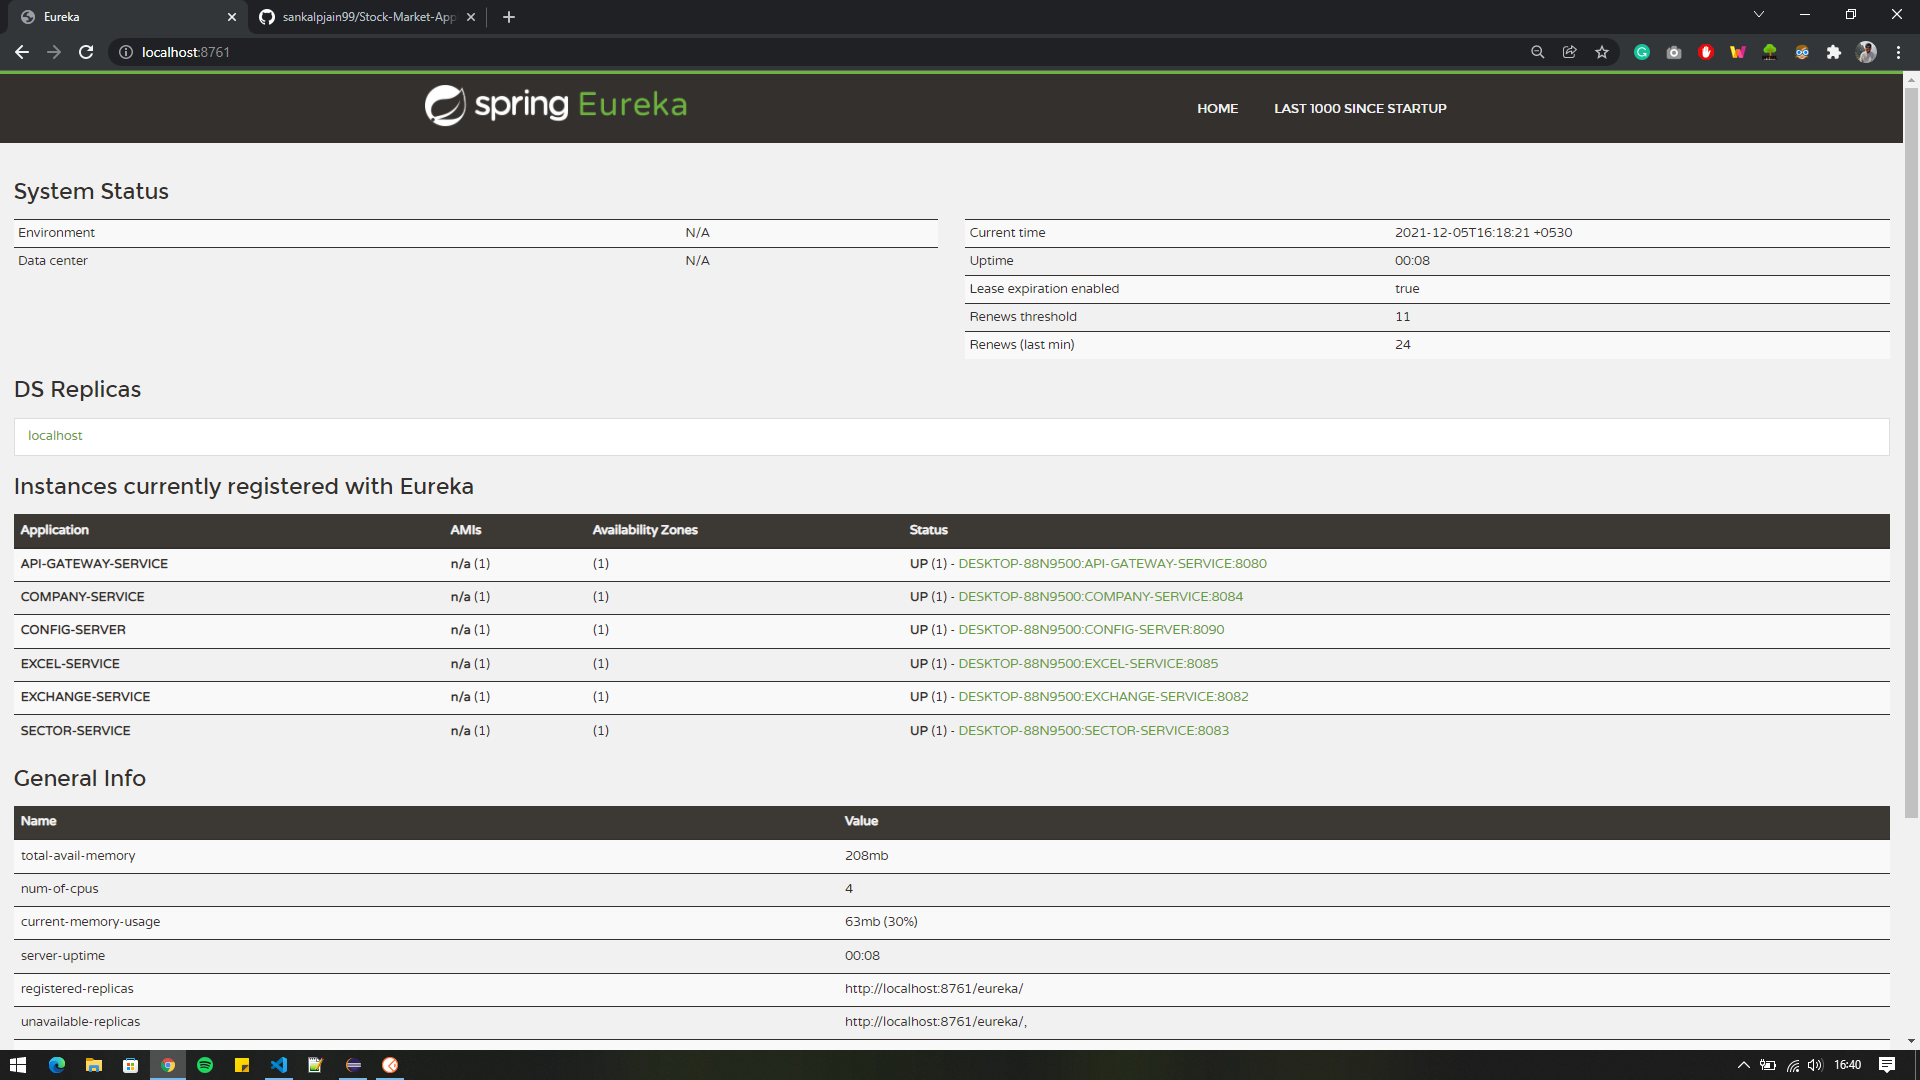 Eureka
sankalpjain99/Stock-Market-App
localhost:8761
spring Eureka
HOME
LAST 1000 SINCE STARTUP
System Status
Environment N/A
Data center N/A
Current time 2021-12-05T16:18:21 +0530
Uptime 00:08
Lease expiration enabled true
Renews threshold 11
Renews (last min) 24
DS Replicas
localhost
Instances currently registered with Eureka
Application AMIs Availability Zones Status
API-GATEWAY-SERVICE n/a (1) (1) UP (1) - DESKTOP-88N9500:API-GATEWAY-SERVICE:8080
COMPANY-SERVICE n/a (1) (1) UP (1) - DESKTOP-88N9500:COMPANY-SERVICE:8084
CONFIG-SERVER n/a (1) (1) UP (1) - DESKTOP-88N9500:CONFIG-SERVER:8090
EXCEL-SERVICE n/a (1) (1) UP (1) - DESKTOP-88N9500:EXCEL-SERVICE:8085
EXCHANGE-SERVICE n/a (1) (1) UP (1) - DESKTOP-88N9500:EXCHANGE-SERVICE:8082
SECTOR-SERVICE n/a (1) (1) UP (1) - DESKTOP-88N9500:SECTOR-SERVICE:8083
General Info
Name Value
total-avail-memory 208mb
num-of-cpus 4
current-memory-usage 63mb (30%)
server-uptime 00:08
registered-replicas http://localhost:8761/eureka/
unavailable-replicas http://localhost:8761/eureka/,
16:40